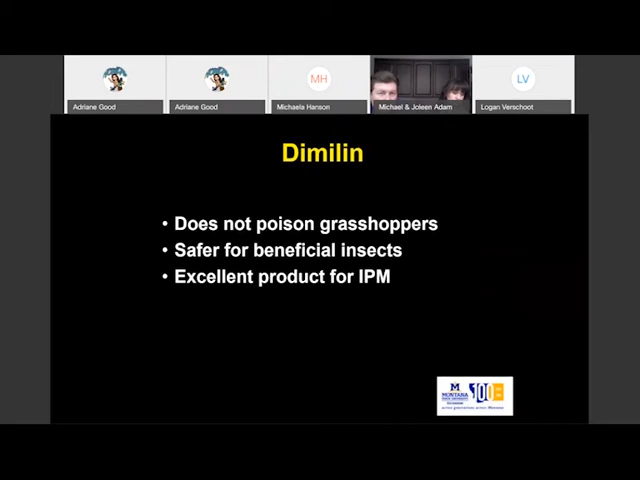 MH
LV
Adriane Good
Adriane Good
Michaela Hanson
Michael & Joleen Adam
Logan Verschoot
Dimilin
• Does not poison grasshoppers
• Safer for beneficial insects
• Excellent product for IPM
M
MONTANA
100